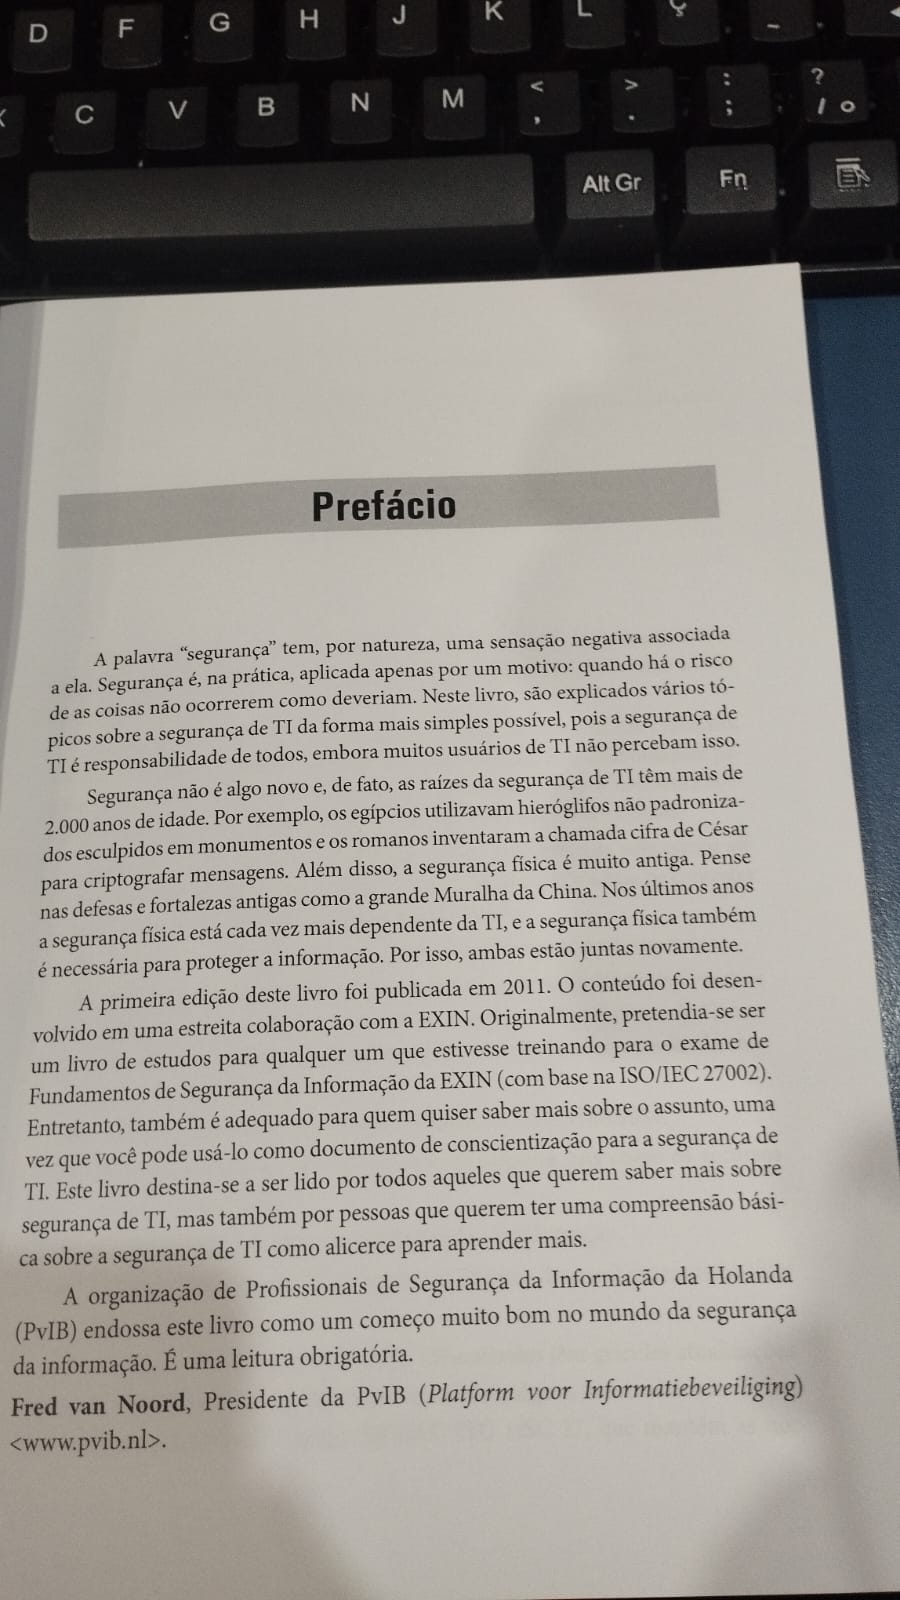 D F G H J K L Ç
C V B N M < , > . : ; ? / °
Alt Gr Fn
Prefácio
A palavra “segurança” tem, por natureza, uma sensação negativa associada
a ela. Segurança é, na prática, aplicada apenas por um motivo: quando há o risco
de as coisas não ocorrerem como deveriam. Neste livro, são explicados vários tó-
picos sobre a segurança de TI da forma mais simples possível, pois a segurança de
TI é responsabilidade de todos, embora muitos usuários de TI não percebam isso.
Segurança não é algo novo e, de fato, as raízes da segurança de TI têm mais de
2.000 anos de idade. Por exemplo, os egípcios utilizavam hieróglifos não padroniza-
dos esculpidos em monumentos e os romanos inventaram a chamada cifra de César
para criptografar mensagens. Além disso, a segurança física é muito antiga. Pense
nas defesas e fortalezas antigas como a grande Muralha da China. Nos últimos anos
a segurança física está cada vez mais dependente da TI, e a segurança física também
é necessária para proteger a informação. Por isso, ambas estão juntas novamente.
A primeira edição deste livro foi publicada em 2011. O conteúdo foi desen-
volvido em uma estreita colaboração com a EXIN. Originalmente, pretendia-se ser
um livro de estudos para qualquer um que estivesse treinando para o exame de
Fundamentos de Segurança da Informação da EXIN (com base na ISO/IEC 27002).
Entretanto, também é adequado para quem quiser saber mais sobre o assunto, uma
vez que você pode usá-lo como documento de conscientização para a segurança de
TI. Este livro destina-se a ser lido por todos aqueles que querem saber mais sobre
segurança de TI, mas também por pessoas que querem ter uma compreensão bási-
ca sobre a segurança de TI como alicerce para aprender mais.
A organização de Profissionais de Segurança da Informação da Holanda
(PvIB) endossa este livro como um começo muito bom no mundo da segurança
da informação. É uma leitura obrigatória.
Fred van Noord, Presidente da PvIB (Platform voor Informatiebeveiliging)
<www.pvib.nl>.